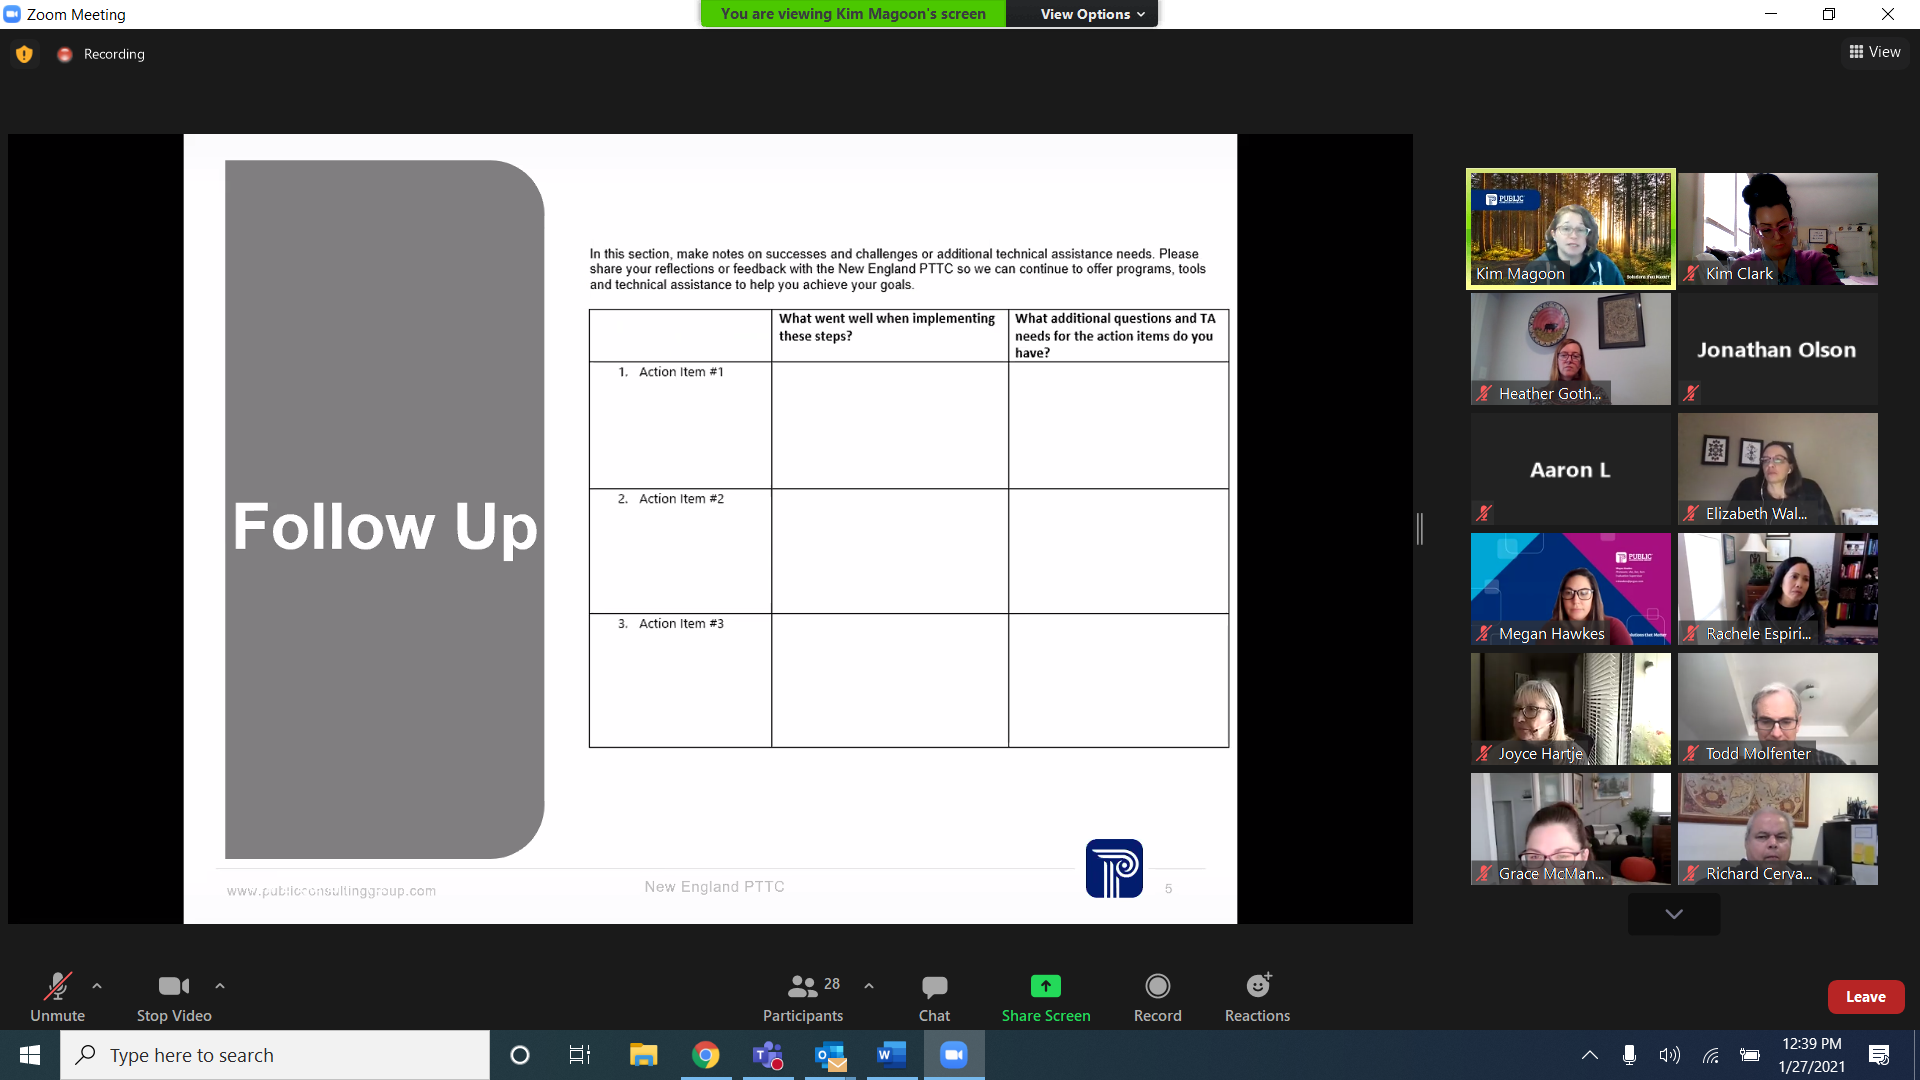 Zoom Meeting
You are viewing Kim Magoon's screen
View Options
Recording
View
Follow Up
In this section, make notes on successes and challenges or additional technical assistance needs. Please
share your reflections or feedback with the New England PTTC so we can continue to offer programs, tools
and technical assistance to help you achieve your goals.
What went well when implementing
these steps?
What additional questions and TA
needs for the action items do you
have?
1. Action Item #1
2. Action Item #2
3. Action Item #3
www.publicconsultinggroup.com
New England PTTC
5
PUBLIC
Kim Magoon
Kim Clark
Heather Goth...
Jonathan Olson
Aaron L
Elizabeth Wal...
PUBLIC
Megan Hawkes
Rachele Espiri...
Joyce Hartje
Todd Molfenter
Grace McMan...
Richard Cerva...
Unmute
Stop Video
28
Participants
Chat
Share Screen
Record
Reactions
Leave
Type here to search
12:39 PM
1/27/2021